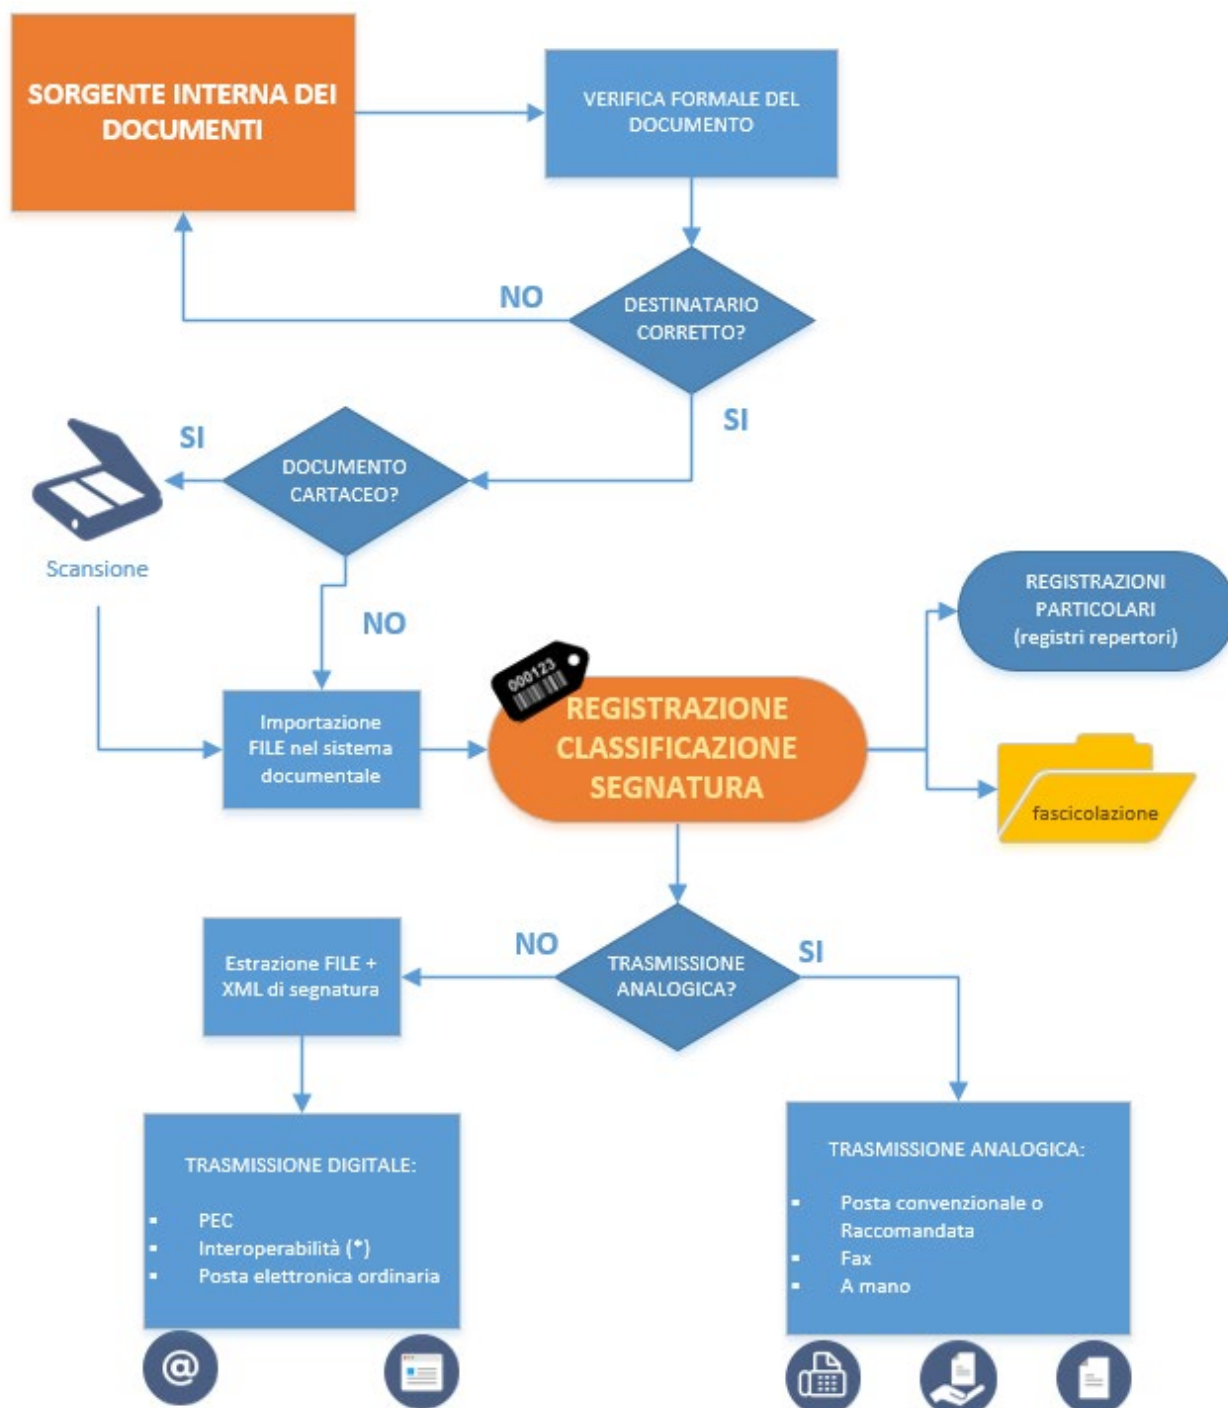 SORGENTE INTERNA DEI
DOCUMENTI
VERIFICA FORMALE DEL
DOCUMENTO
NO
DESTINATARIO
CORRETTO?
SI
SI
DOCUMENTO
CARTACEO?
Scansione
NO
REGISTRAZIONI
PARTICOLARI
(registri repertori)
000123
Importazione
FILE nel sistema
documentale
REGISTRAZIONE
CLASSIFICAZIONE
SEGNATURA
fascicolazione
NO
SI
Estrazione FILE +
XML di segnatura
TRASMISSIONE
ANALOGICA?
TRASMISSIONE DIGITALE:
▪ PEC
▪ Interoperabilità (*)
▪ Posta elettronica ordinaria
@
TRASMISSIONE ANALOGICA:
▪ Posta convenzionale o
Raccomandata
▪ Fax
▪ A mano